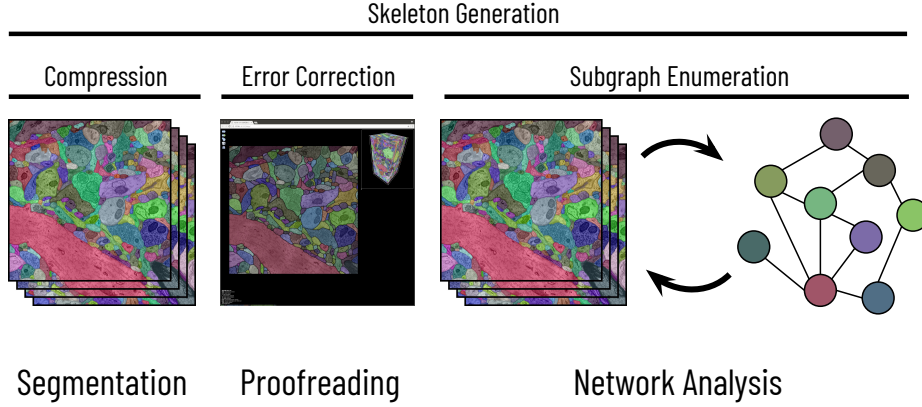 Skeleton Generation
Compression
Error Correction
Subgraph Enumeration
Segmentation
Proofreading
Network Analysis